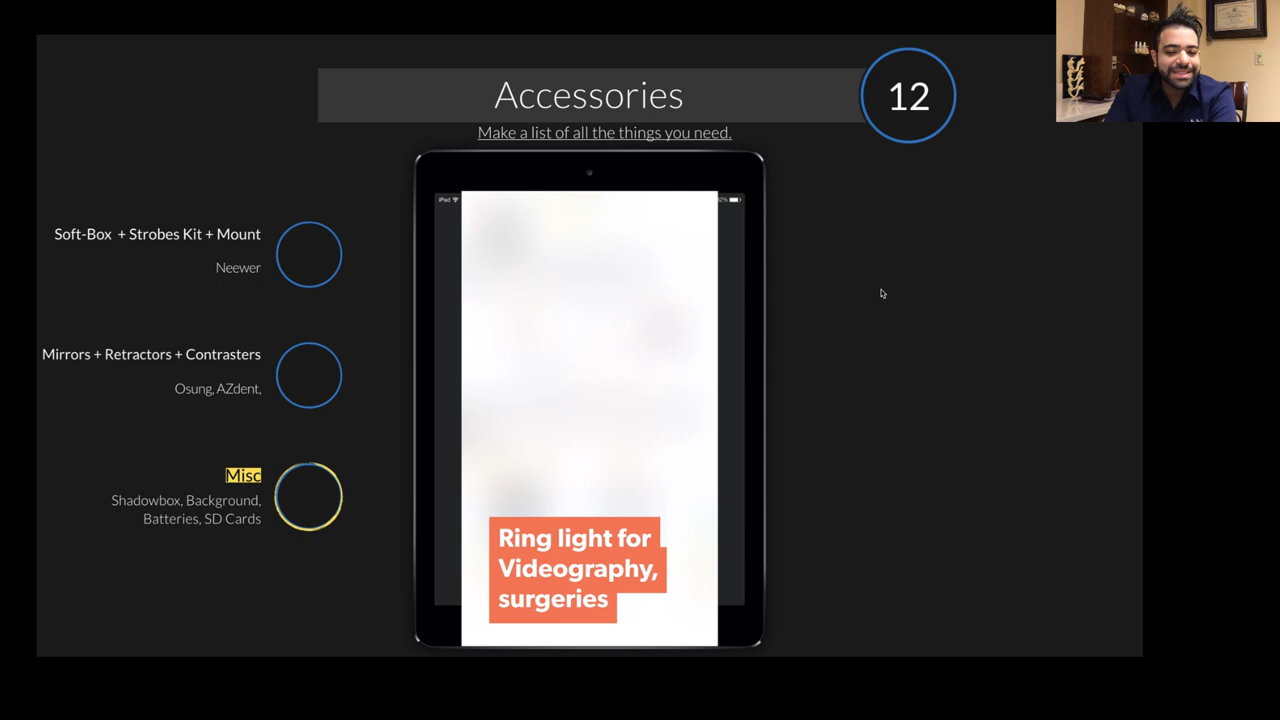 Accessories
12
Make a list of all the things you need.
iPad
Soft-Box + Strobes Kit + Mount
Neewer
Mirrors + Retractors + Contrasters
Osung, AZdent,
Misc
Shadowbox, Background,
Batteries, SD Cards
Ring light for
Videography,
surgeries